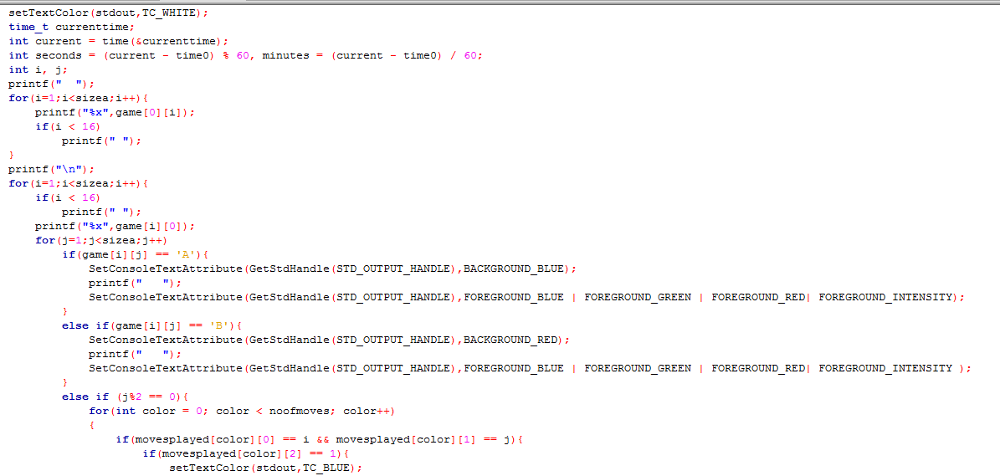 setTextColor(stdout,TC_WHITE);
time_t currenttime;
int current = time(&currenttime);
int seconds = (current - time0) % 60, minutes = (current - time0) / 60;
int i, j;
printf("  ");
for(i=1;i<sizea;i++){
    printf("%x",game[0][i]);
    if(i < 16)
        printf(" ");
}
printf("\n");
for(i=1;i<sizea;i++){
    if(i < 16)
        printf(" ");
    printf("%x",game[i][0]);
    for(j=1;j<sizea;j++)
        if(game[i][j] == 'A'){
            SetConsoleTextAttribute(GetStdHandle(STD_OUTPUT_HANDLE),BACKGROUND_BLUE);
            printf("   ");
            SetConsoleTextAttribute(GetStdHandle(STD_OUTPUT_HANDLE),FOREGROUND_BLUE | FOREGROUND_GREEN | FOREGROUND_RED| FOREGROUND_INTENSITY);
        }
        else if(game[i][j] == 'B'){
            SetConsoleTextAttribute(GetStdHandle(STD_OUTPUT_HANDLE),BACKGROUND_RED);
            printf("   ");
            SetConsoleTextAttribute(GetStdHandle(STD_OUTPUT_HANDLE),FOREGROUND_BLUE | FOREGROUND_GREEN | FOREGROUND_RED| FOREGROUND_INTENSITY );
        }
        else if (j%2 == 0){
            for(int color = 0; color < noofmoves; color++)
            {
                if(movesplayed[color][0] == i && movesplayed[color][1] == j){
                    if(movesplayed[color][2] == 1){
                        setTextColor(stdout,TC_BLUE);